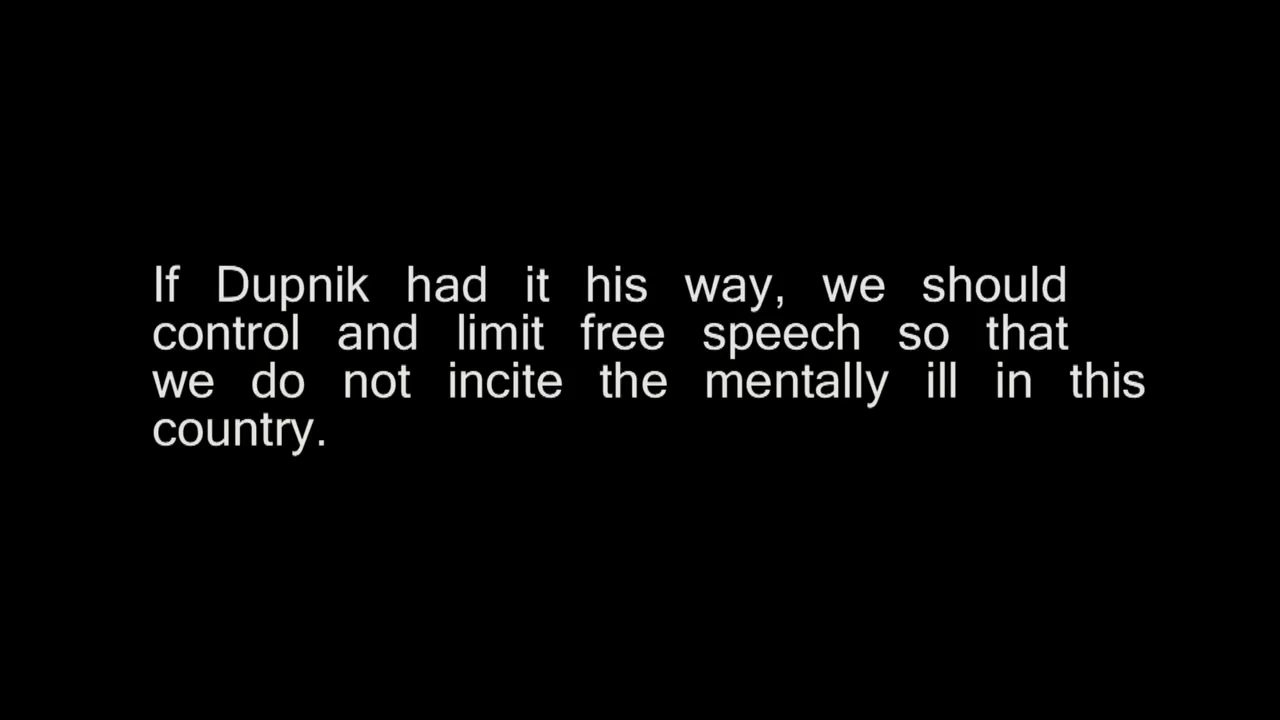 If Dupnik had it his way, we should
control and limit free speech so that
we do not incite the mentally ill in this
country.